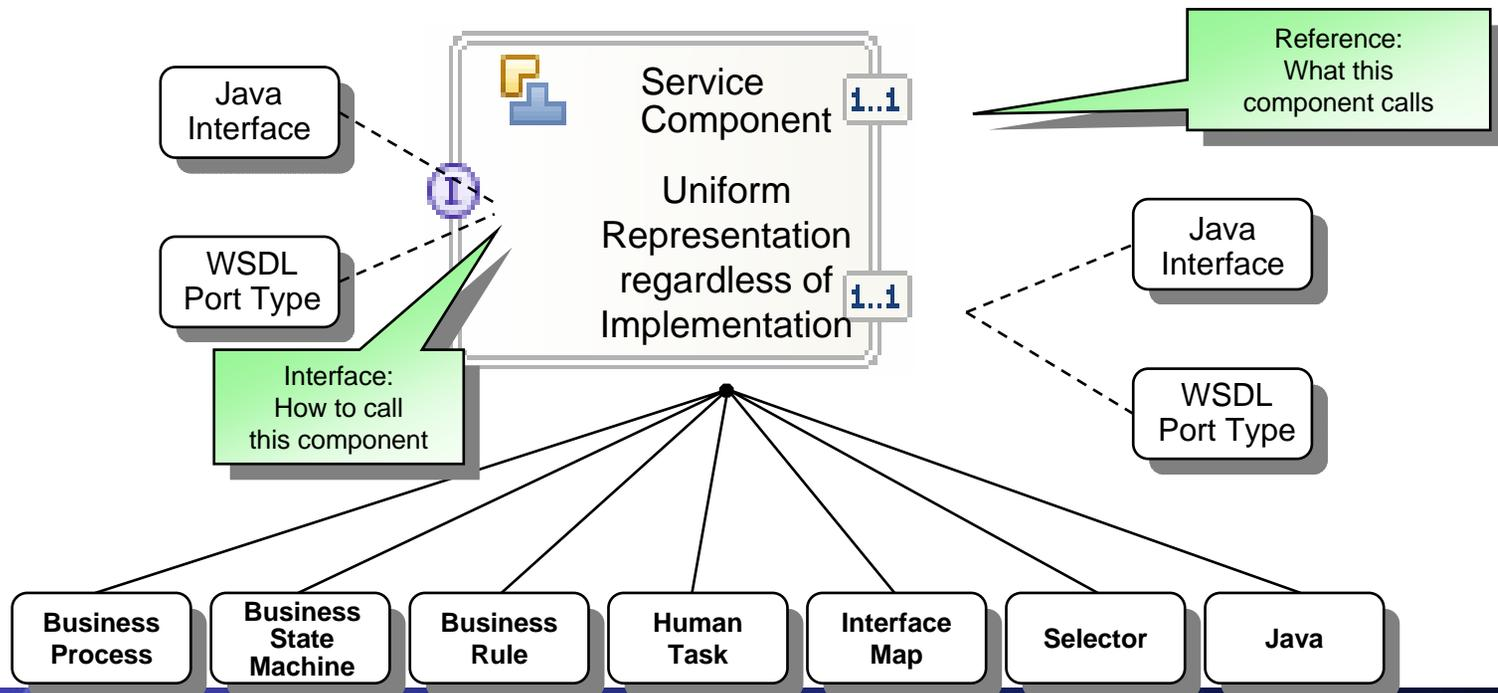 Reference:
What this
component calls
Java
Interface
Service
Component
1..1
I
Uniform
Representation
regardless of
Implementation
WSDL
Port Type
1..1
Java
Interface
Interface:
How to call
this component
WSDL
Port Type
Business
Process
Business
State
Machine
Business
Rule
Human
Task
Interface
Map
Selector
Java